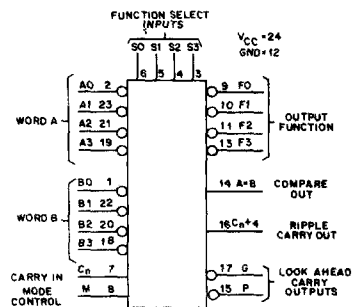 FUNCTION SELECT
INPUTS
S0 S1 S2 S3
6 5 4 3
VCC = 24
GND = 12
WORD A
A0 2
A1 23
A2 21
A3 19
9 F0
10 F1
11 F2
13 F3
OUTPUT
FUNCTION
WORD B
B0 1
B1 22
B2 20
B3 18
14 A=B
COMPARE
OUT
16 Cn+4
RIPPLE
CARRY OUT
CARRY IN
Cn 7
MODE
CONTROL
M 8
17 G
15 P
LOOK AHEAD
CARRY
OUTPUTS